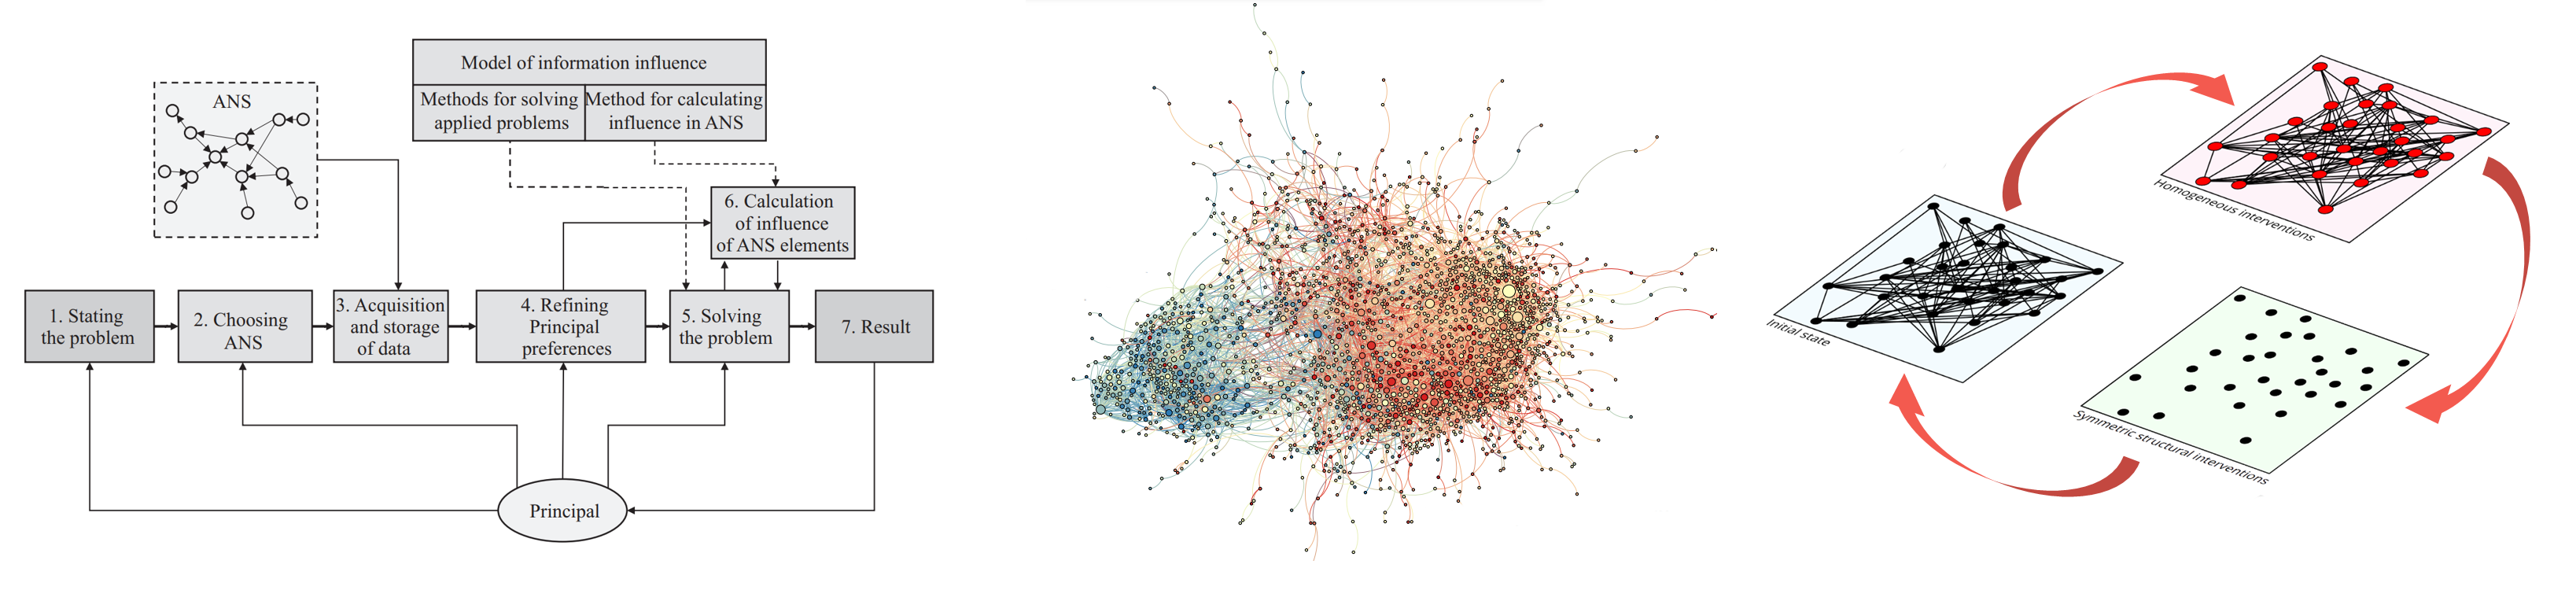 ANS
Model of information influence
Methods for solving
applied problems
Method for calculating
influence in ANS
6. Calculation
of influence
of ANS elements
1. Stating
the problem
2. Choosing
ANS
3. Acquisition
and storage
of data
4. Refining
Principal
preferences
5. Solving
the problem
7. Result
Principal
Homogeneous interventions
Initial state
Symmetric structural interventions